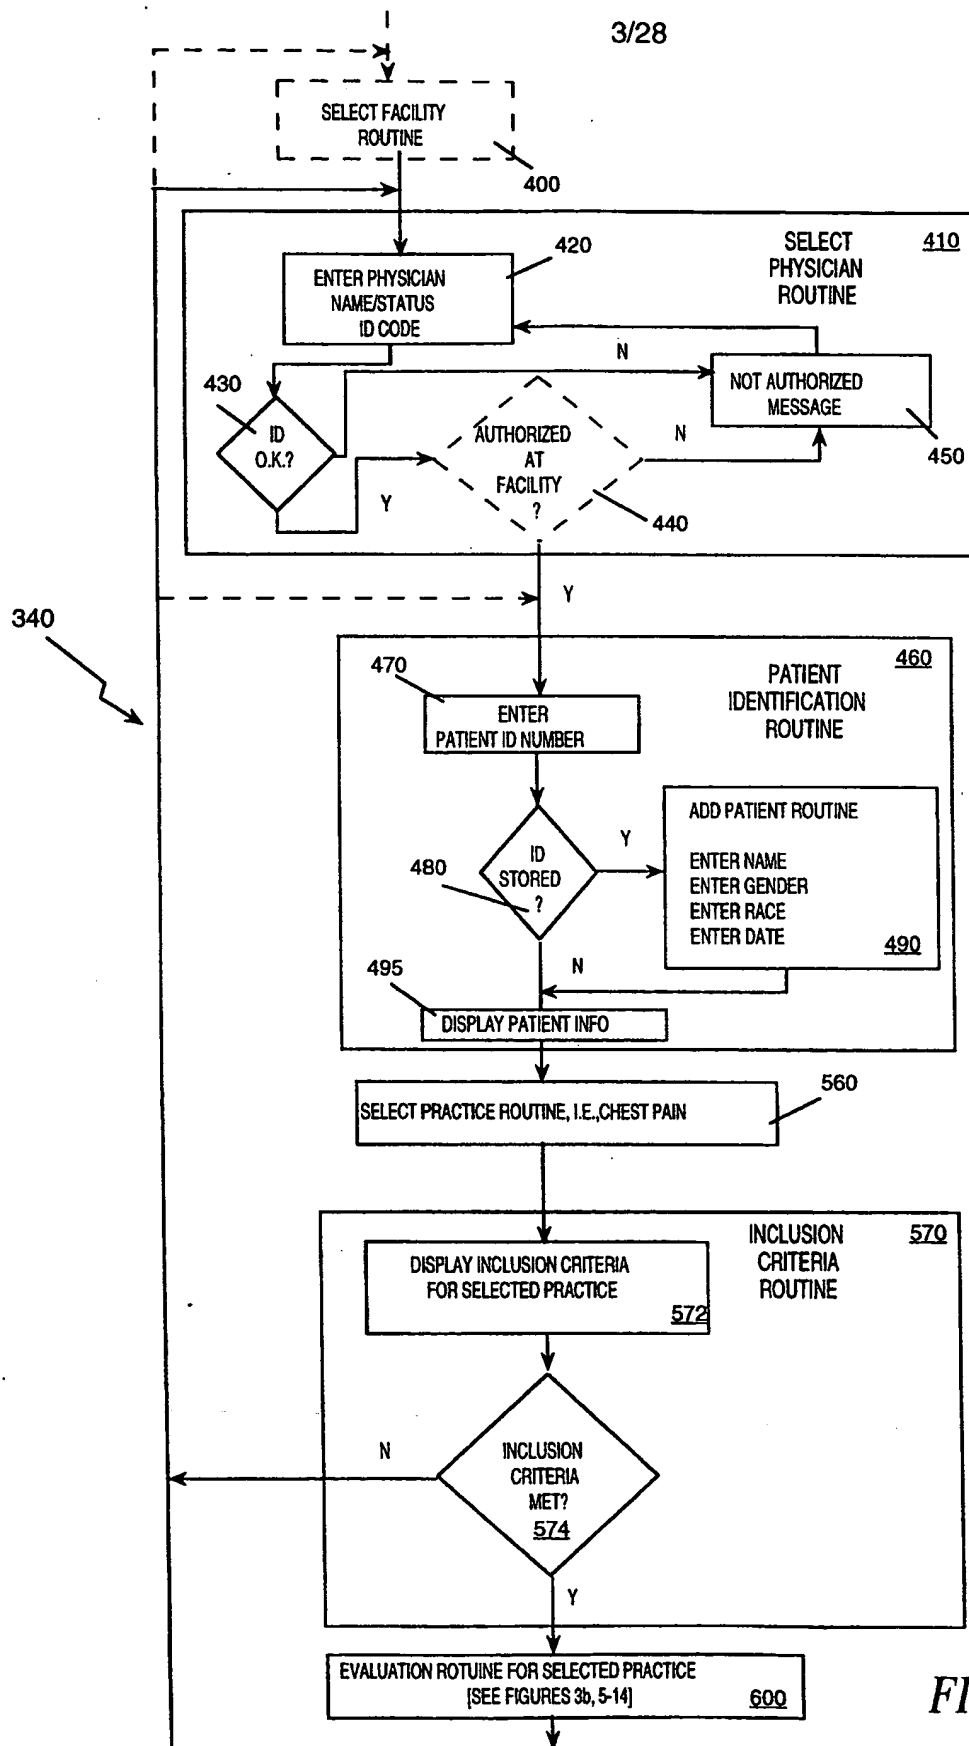 3/28
SELECT FACILITY
ROUTINE
400
SELECT
PHYSICIAN
ROUTINE
410
420
ENTER PHYSICIAN
NAME/STATUS
ID CODE
N
NOT AUTHORIZED
MESSAGE
450
430
ID
O.K.?
Y
AUTHORIZED
AT
FACILITY
?
N
440
Y
340
460
PATIENT
IDENTIFICATION
ROUTINE
470
ENTER
PATIENT ID NUMBER
ID
STORED
?
480
Y
ADD PATIENT ROUTINE
ENTER NAME
ENTER GENDER
ENTER RACE
ENTER DATE
490
N
495
DISPLAY PATIENT INFO
560
SELECT PRACTICE ROUTINE, I.E.,CHEST PAIN
INCLUSION
CRITERIA
ROUTINE
570
DISPLAY INCLUSION CRITERIA
FOR SELECTED PRACTICE
572
N
INCLUSION
CRITERIA
MET?
574
Y
EVALUATION ROTUINE FOR SELECTED PRACTICE
[SEE FIGURES 3b, 5-14]
600